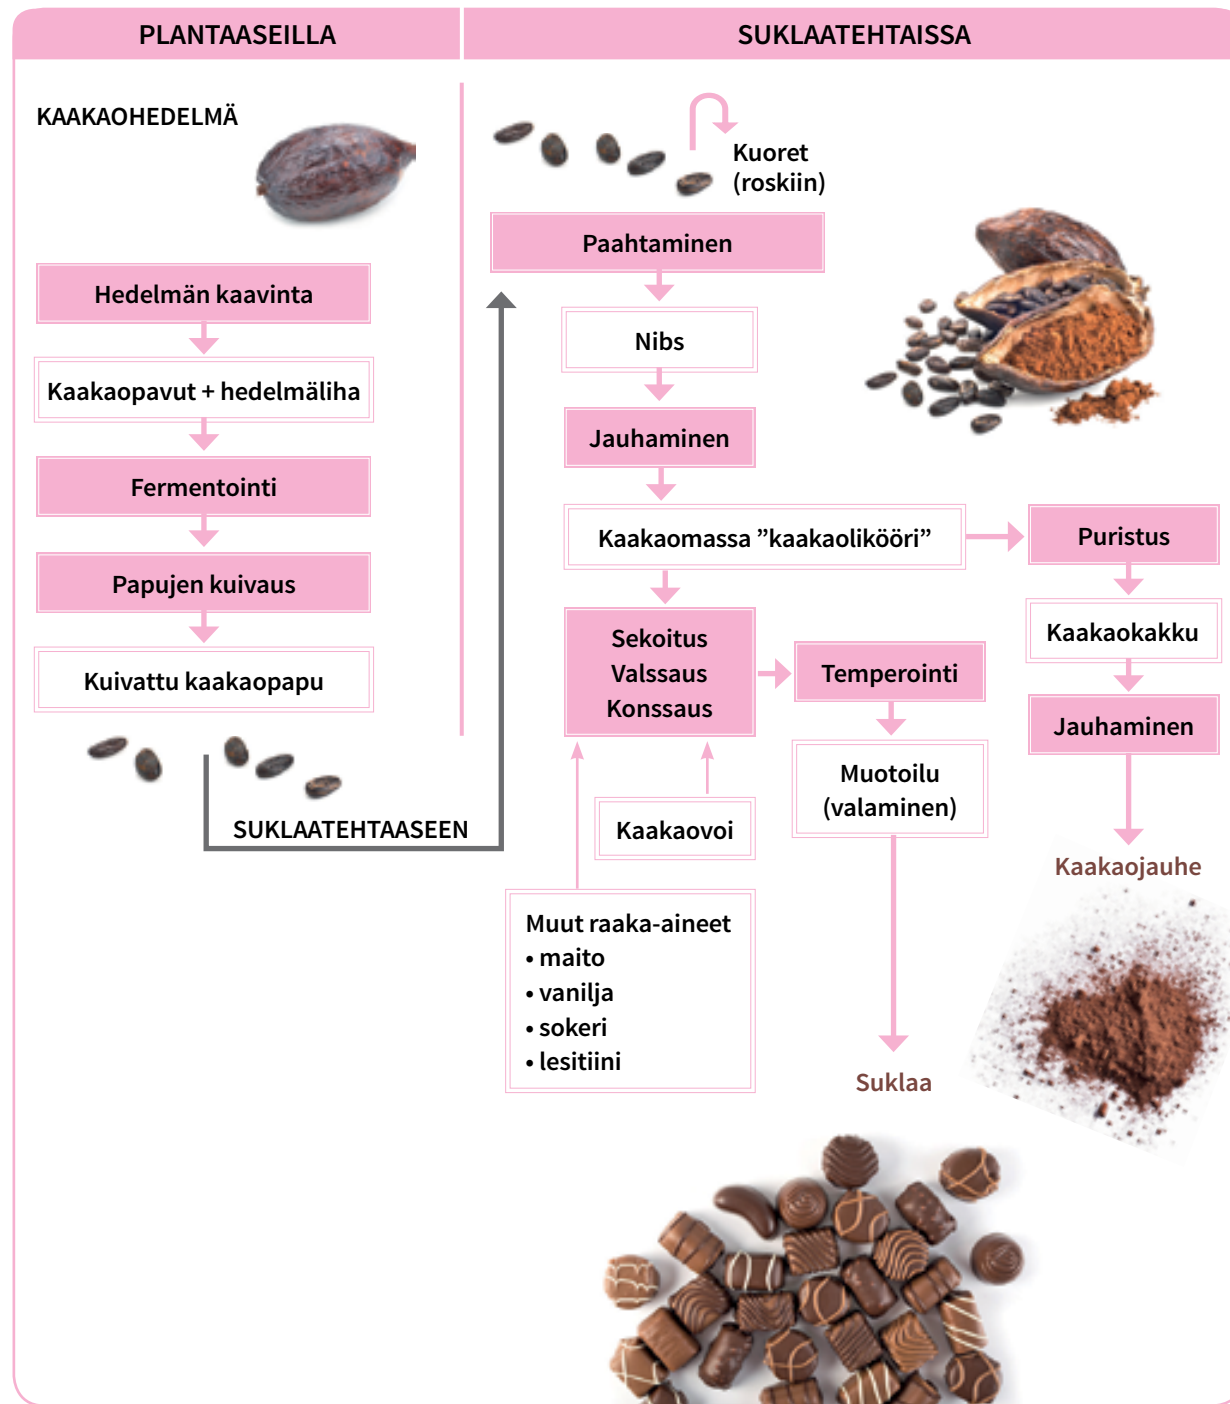 PLANTAASEILLA
KAAKAOHEDELMÄ
Hedelmän kaavinta
Kaakaopavut + hedelmäliha
Fermentointi
Papujen kuivaus
Kuivattu kaakaopapu
SUKLAATEHTAASEEN
SUKLAATEHTAISSA
Kuoret
(roskiin)
Paahtaminen
Nibs
Jauhaminen
Kaakaomassa ”kaakaolikööri”
Sekoitus
Valssaus
Konssaus
Kaakaovoi
Muut raaka-aineet
• maito
• vanilja
• sokeri
• lesitiini
Temperointi
Muotoilu
(valaminen)
Suklaa
Puristus
Kaakaokakku
Jauhaminen
Kaakaojauhe